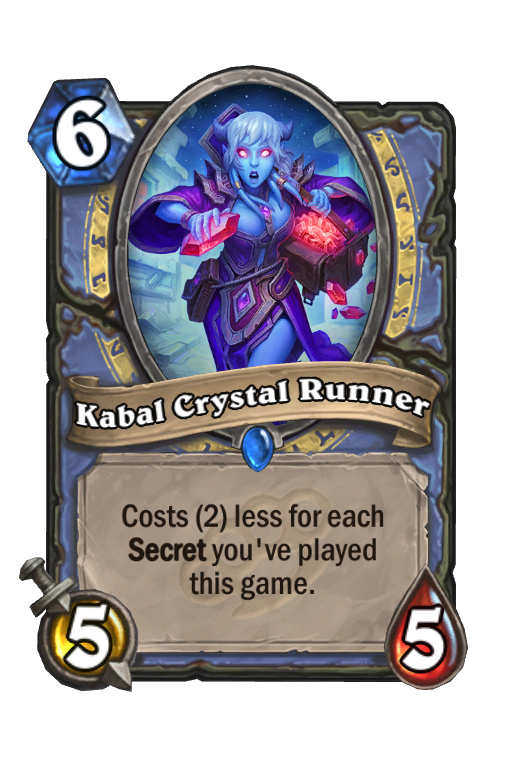 6
Kabal Crystal Runner
Costs (2) less for each
Secret you've played
this game.
5
5